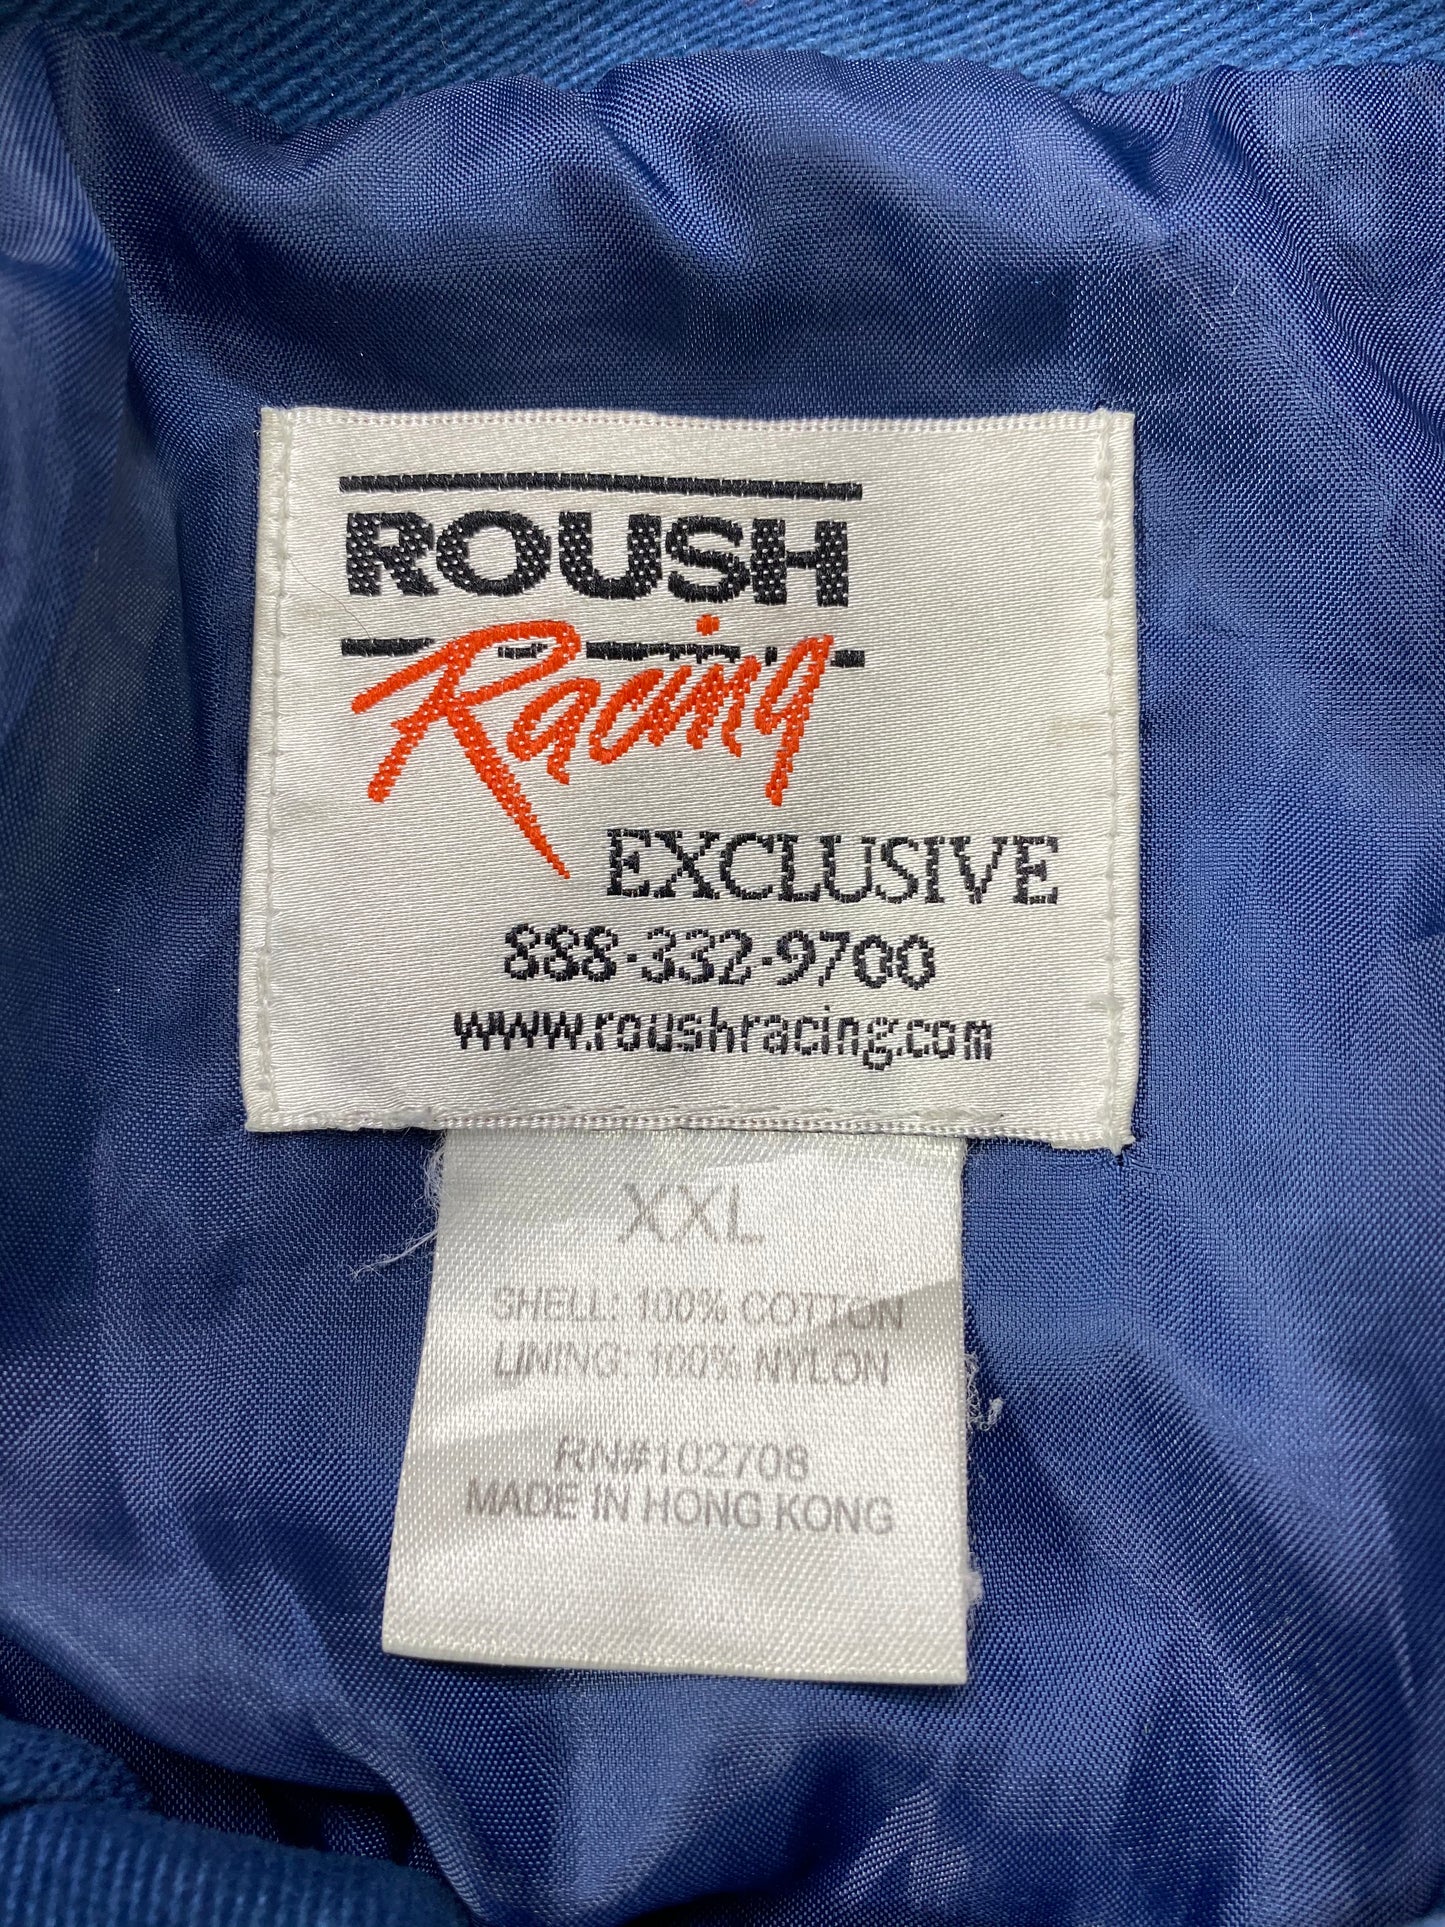 ROUSH
Racing
EXCLUSIVE
888-332-9700
www.roushracing.com
XXL
SHELL: 100% COTTON
LINING: 100% NYLON
RN#102708
MADE IN HONG KONG